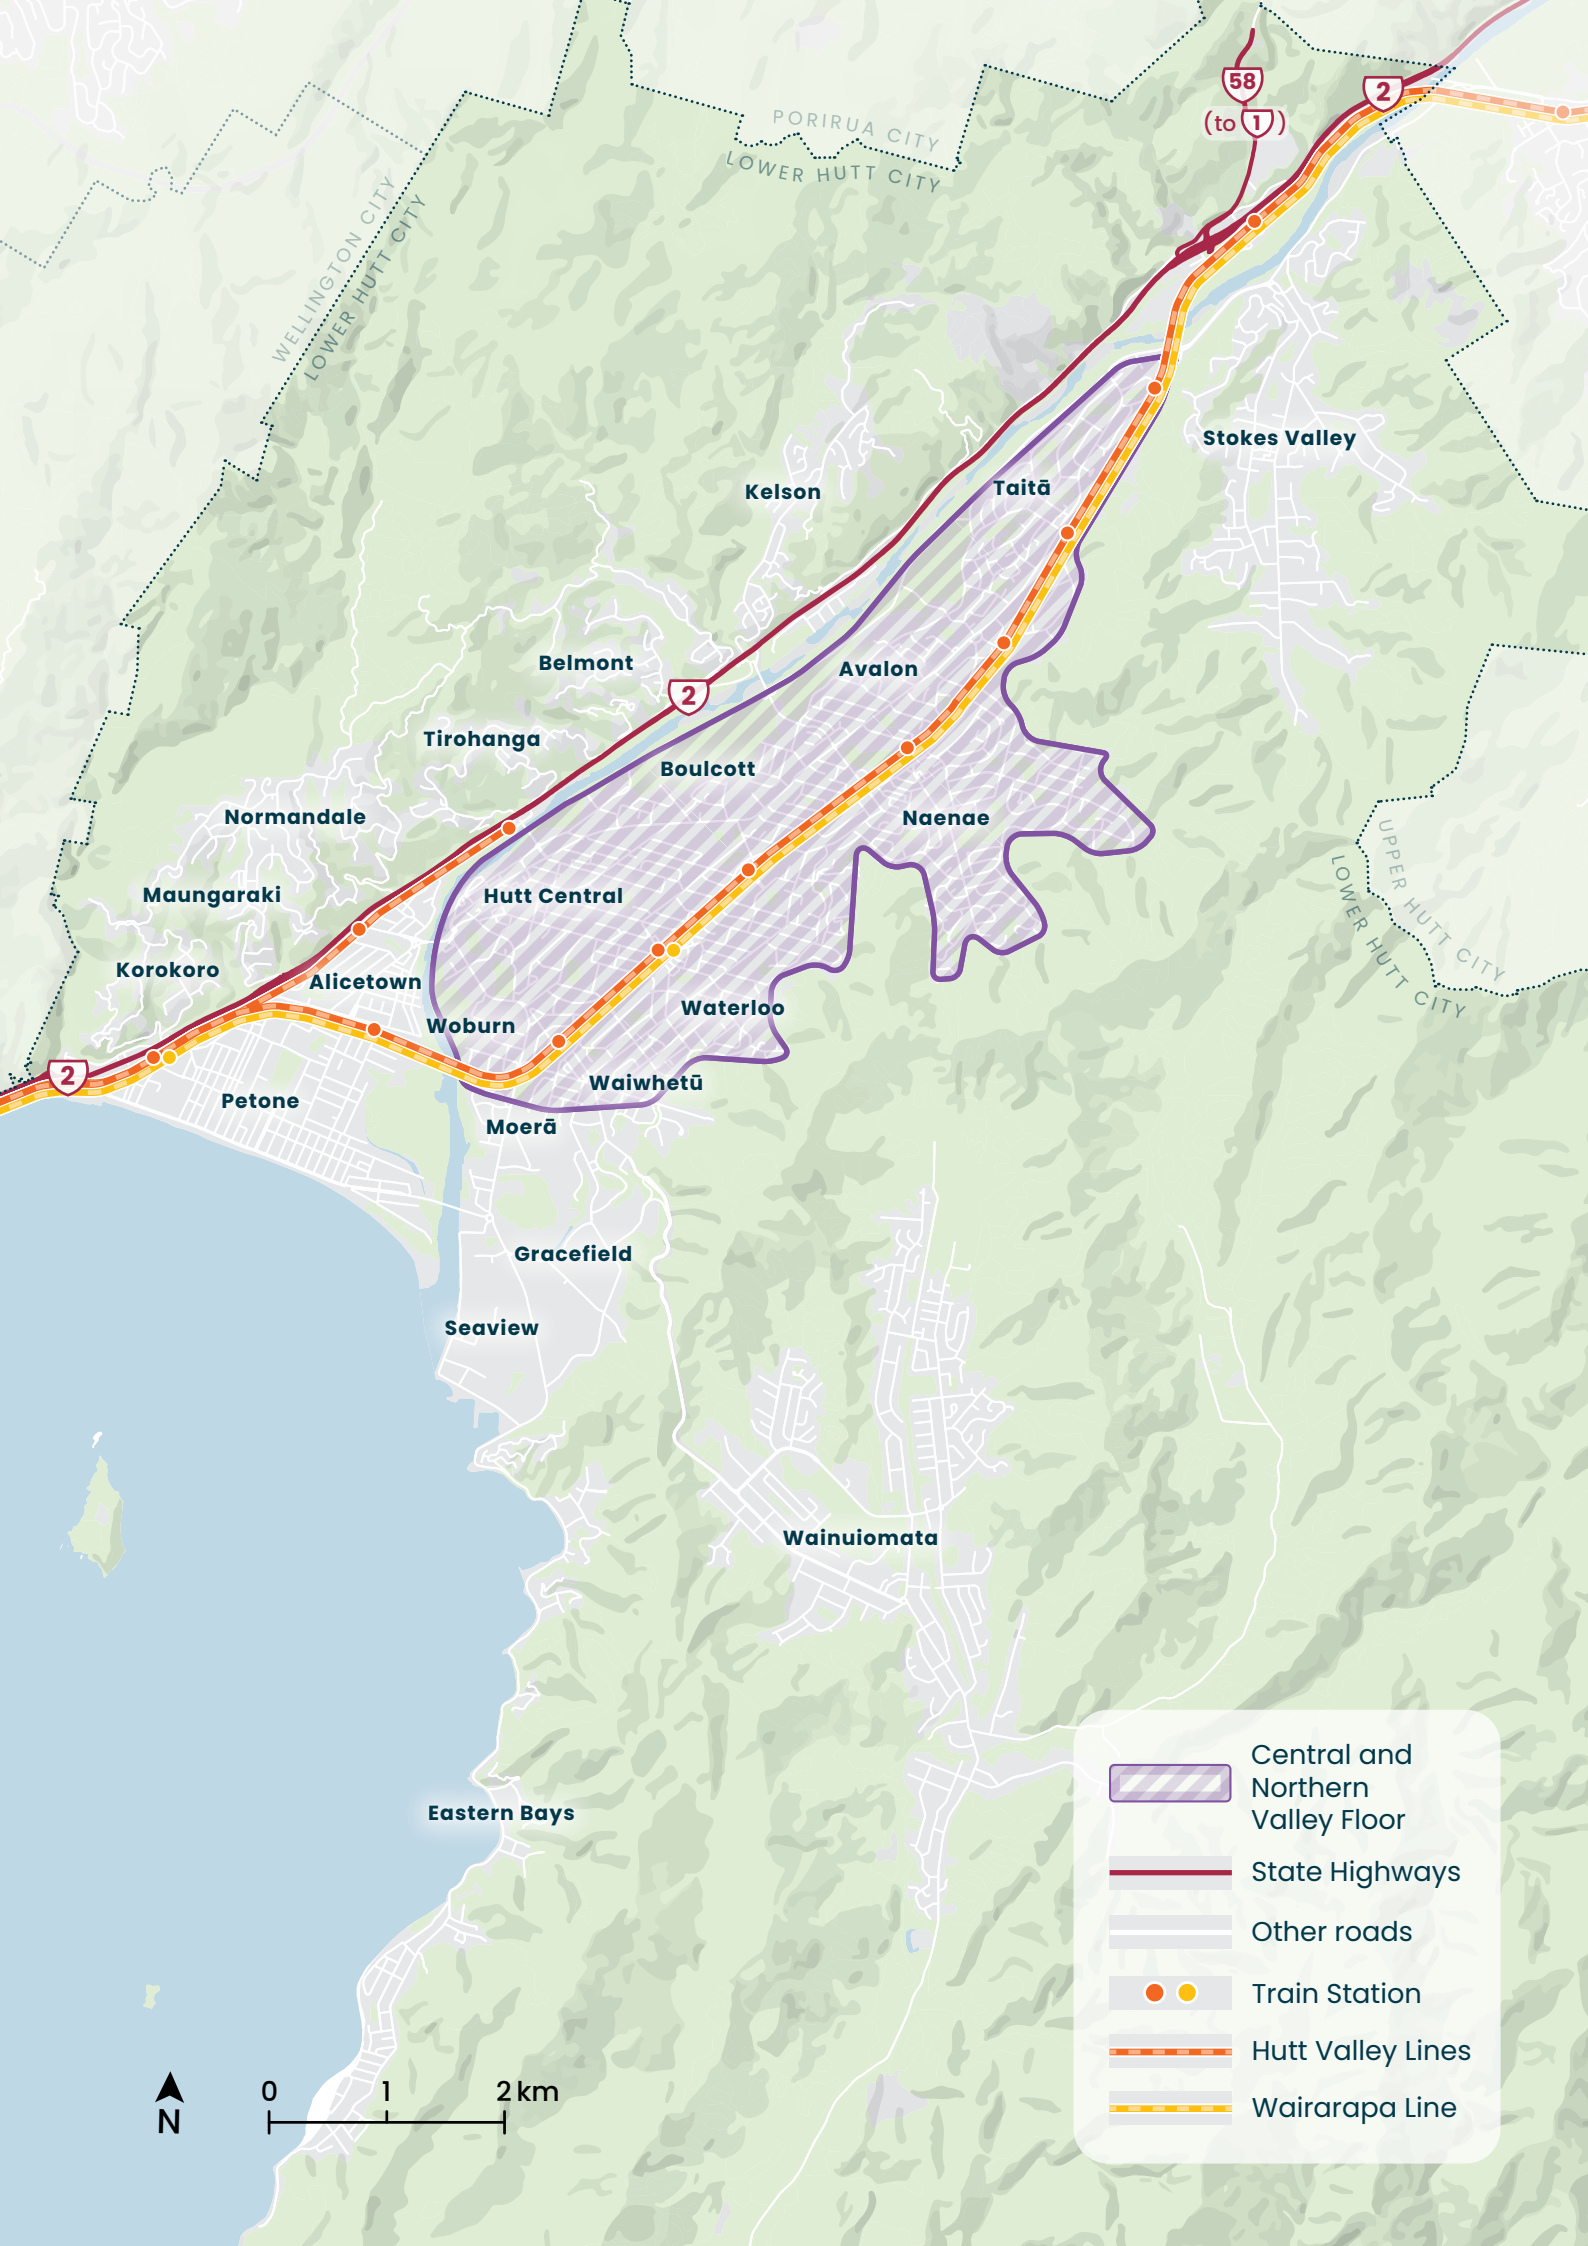 58
2
(to 1)
PORIRUA CITY
LOWER HUTT CITY
WELLINGTON CITY
LOWER HUTT CITY
Stokes Valley
Kelson
Taitā
Belmont
Avalon
2
Tirohanga
Boulcott
Normandale
Naenae
UPPER HUTT CITY
LOWER HUTT CITY
Maungaraki
Hutt Central
Korokoro
Alicetown
Waterloo
Woburn
2
Waiwhetū
Petone
Moerā
Gracefield
Seaview
Wainuiomata
Eastern Bays
Central and
Northern
Valley Floor
State Highways
Other roads
Train Station
Hutt Valley Lines
Wairarapa Line
N
0 1 2 km